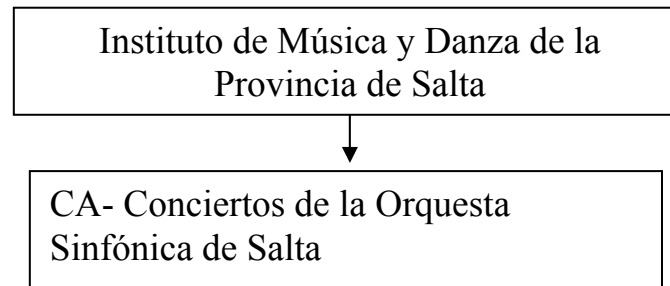 Instituto de Música y Danza de la
Provincia de Salta
CA- Conciertos de la Orquesta
Sinfónica de Salta